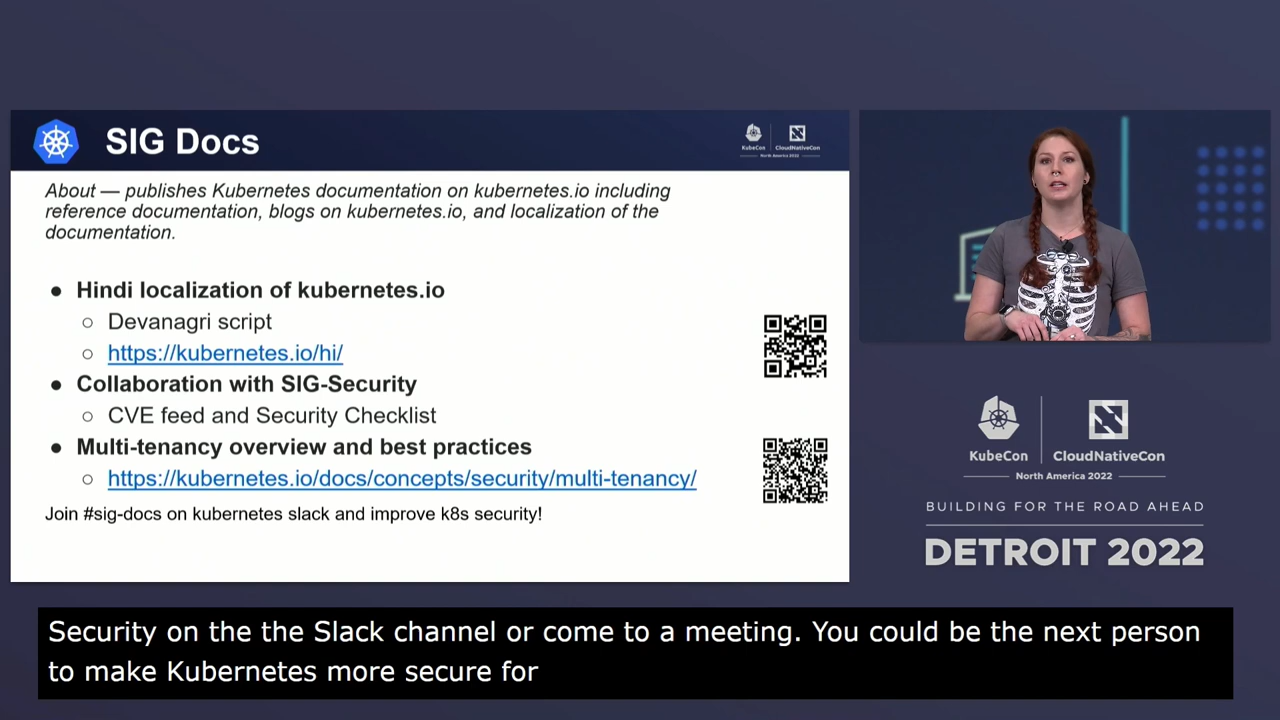 SIG Docs
KubeCon
CloudNativeCon
North America 2022
About — publishes Kubernetes documentation on kubernetes.io including
reference documentation, blogs on kubernetes.io, and localization of the
documentation.
● Hindi localization of kubernetes.io
○ Devanagri script
○ https://kubernetes.io/hi/
● Collaboration with SIG-Security
○ CVE feed and Security Checklist
● Multi-tenancy overview and best practices
○ https://kubernetes.io/docs/concepts/security/multi-tenancy/
Join #sig-docs on kubernetes slack and improve k8s security!
KubeCon
CloudNativeCon
North America 2022
BUILDING FOR THE ROAD AHEAD
DETROIT 2022
Security on the the Slack channel or come to a meeting. You could be the next person
to make Kubernetes more secure for